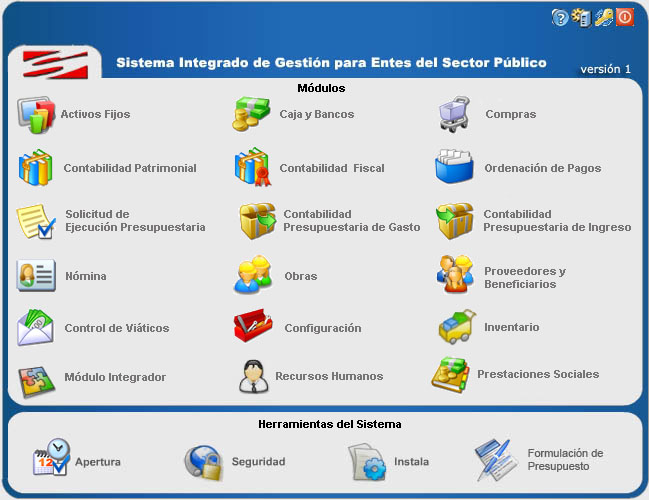 Sistema Integrado de Gestión para Entes del Sector Público
versión 1
Módulos
Activos Fijos
Caja y Bancos
Compras
Contabilidad Patrimonial
Contabilidad Fiscal
Ordenación de Pagos
Solicitud de
Ejecución Presupuestaria
Contabilidad
Presupuestaria de Gasto
Contabilidad
Presupuestaria de Ingreso
Nómina
Obras
Proveedores y
Beneficiarios
Control de Viáticos
Configuración
Inventario
Módulo Integrador
Recursos Humanos
Prestaciones Sociales
Herramientas del Sistema
12
Apertura
Seguridad
Instala
Formulación de
Presupuesto